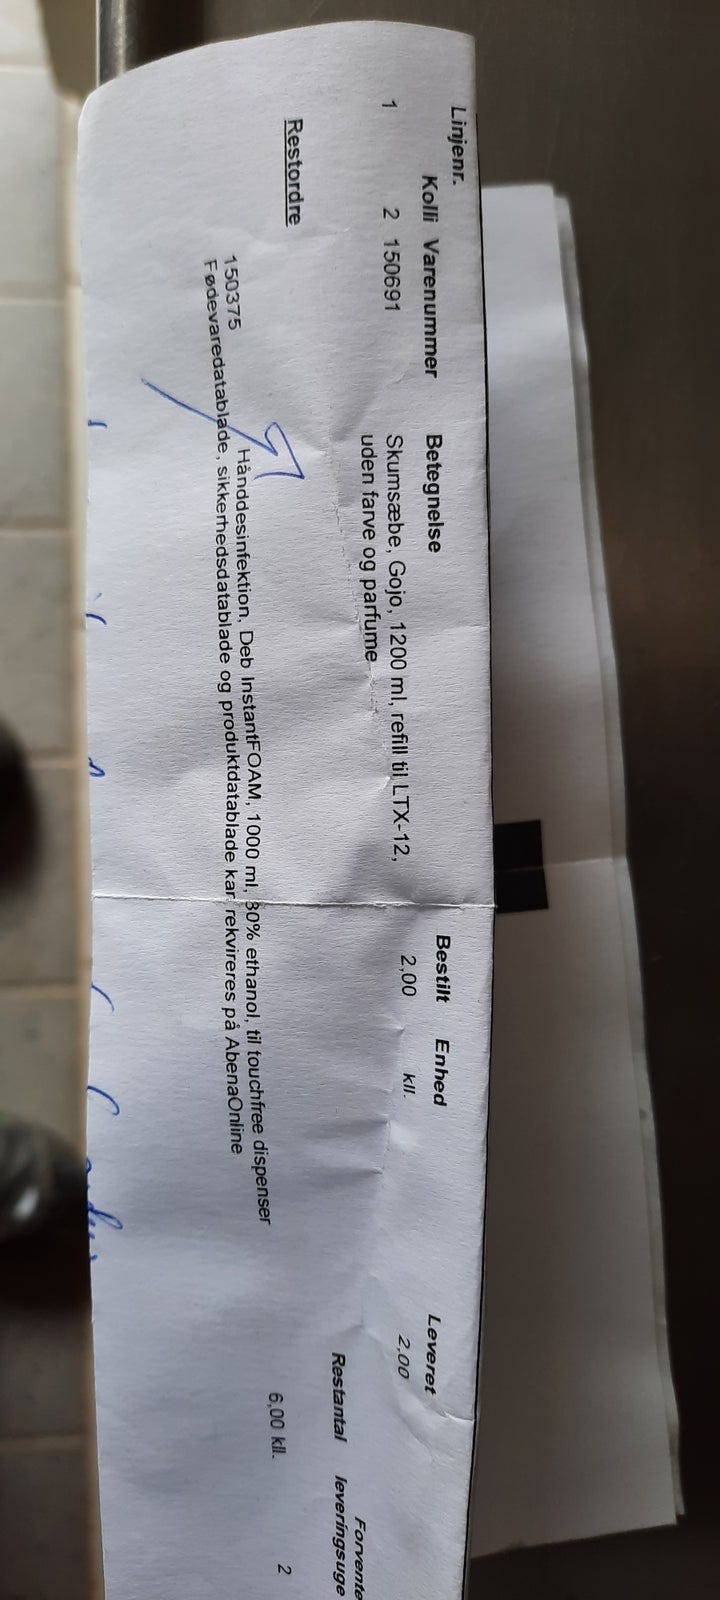 Linjenr. Kolli Varenummer Betegnelse Bestilt Enhed Leveret
1 2 150691 Skumsæbe, Gojo, 1200 ml, refill til LTX-12, 2,00 kll. 2,00
uden farve og parfume
Restantal Forvente
leveringsuge
Restordre
150375 Hånddesinfektion, Deb InstantFOAM, 1000 ml, 80% ethanol, til touchfree dispenser 6,00 kll. 2
Fødevaredatablade, sikkerhedsdatablade og produktdatablade kan rekvireres på AbenaOnline